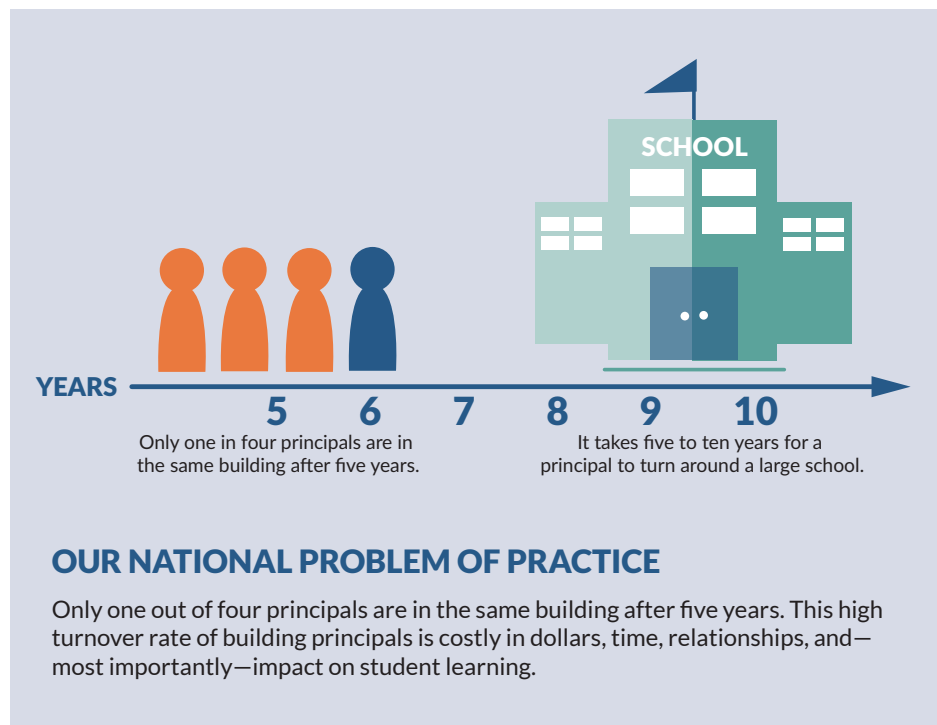 SCHOOL
YEARS
5 6 7 8 9 10
Only one in four principals are in
the same building after five years.
It takes five to ten years for a
principal to turn around a large school.
OUR NATIONAL PROBLEM OF PRACTICE
Only one out of four principals are in the same building after five years. This high
turnover rate of building principals is costly in dollars, time, relationships, and—
most importantly—impact on student learning.